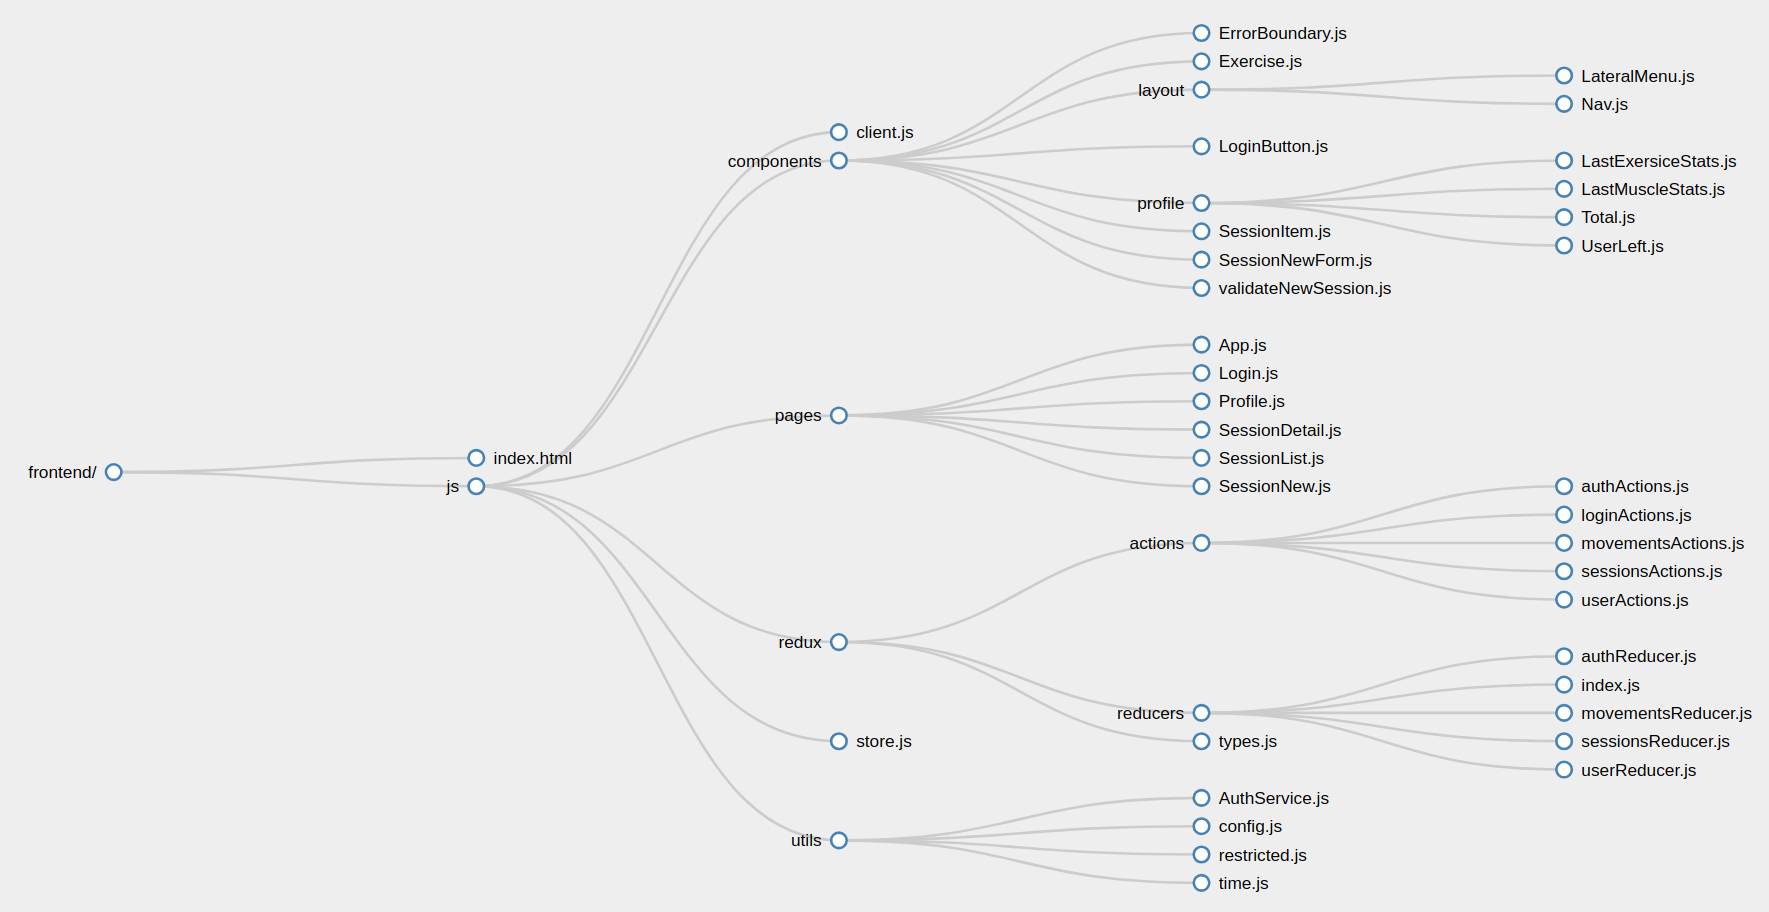 ErrorBoundary.js
Exercise.js
layout
LateralMenu.js
Nav.js
client.js
components
LoginButton.js
profile
LastExersiceStats.js
LastMuscleStats.js
Total.js
UserLeft.js
SessionItem.js
SessionNewForm.js
validateNewSession.js
App.js
Login.js
pages
Profile.js
SessionDetail.js
SessionList.js
SessionNew.js
frontend/
index.html
js
actions
authActions.js
loginActions.js
movementsActions.js
sessionsActions.js
userActions.js
redux
reducers
authReducer.js
index.js
movementsReducer.js
sessionsReducer.js
userReducer.js
types.js
store.js
utils
AuthService.js
config.js
restricted.js
time.js